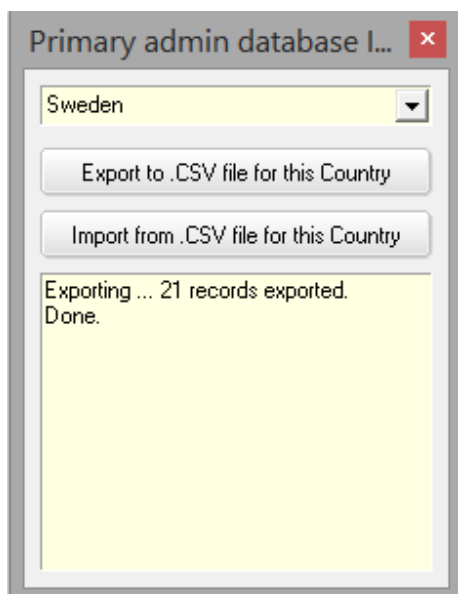 Primary admin database I...
Sweden
Export to .CSV file for this Country
Import from .CSV file for this Country
Exporting ... 21 records exported.
Done.